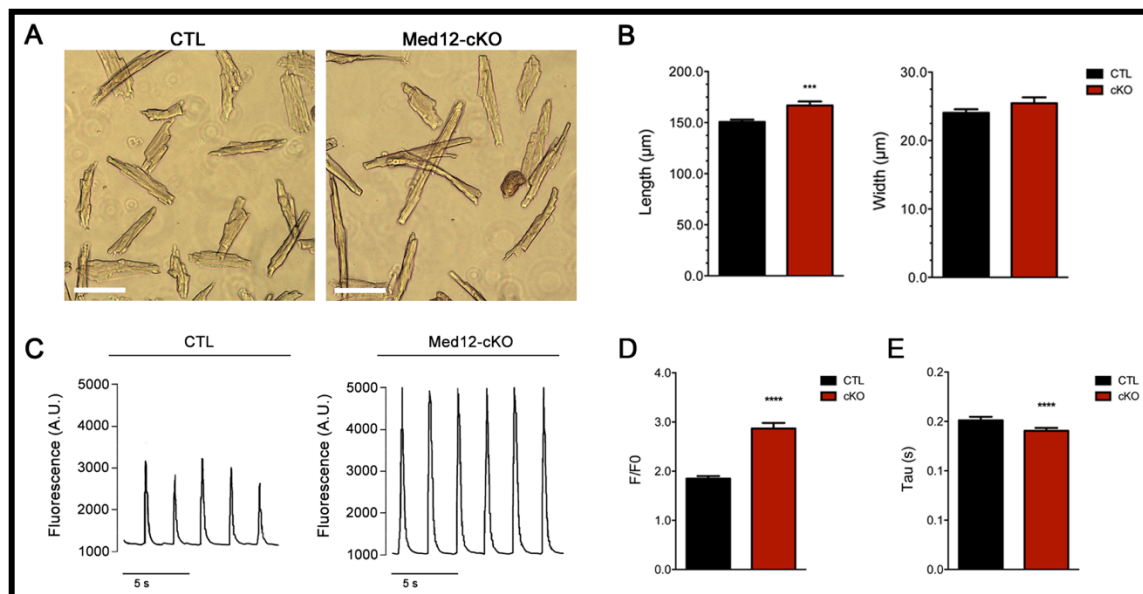 A
CTL
Med12-cKO
B
200.0
150.0
100.0
50.0
0.0
Length (µm)
***
30.0
20.0
10.0
0.0
Width (µm)
CTL
cKO
C
CTL
5000
4000
3000
2000
1000
Fluorescence (A.U.)
5 s
Med12-cKO
5000
4000
3000
2000
1000
Fluorescence (A.U.)
5 s
D
4.0
3.0
2.0
1.0
0.0
F/F0
****
CTL
cKO
E
0.2
0.2
0.1
0.1
0.0
Tau (s)
****
CTL
cKO